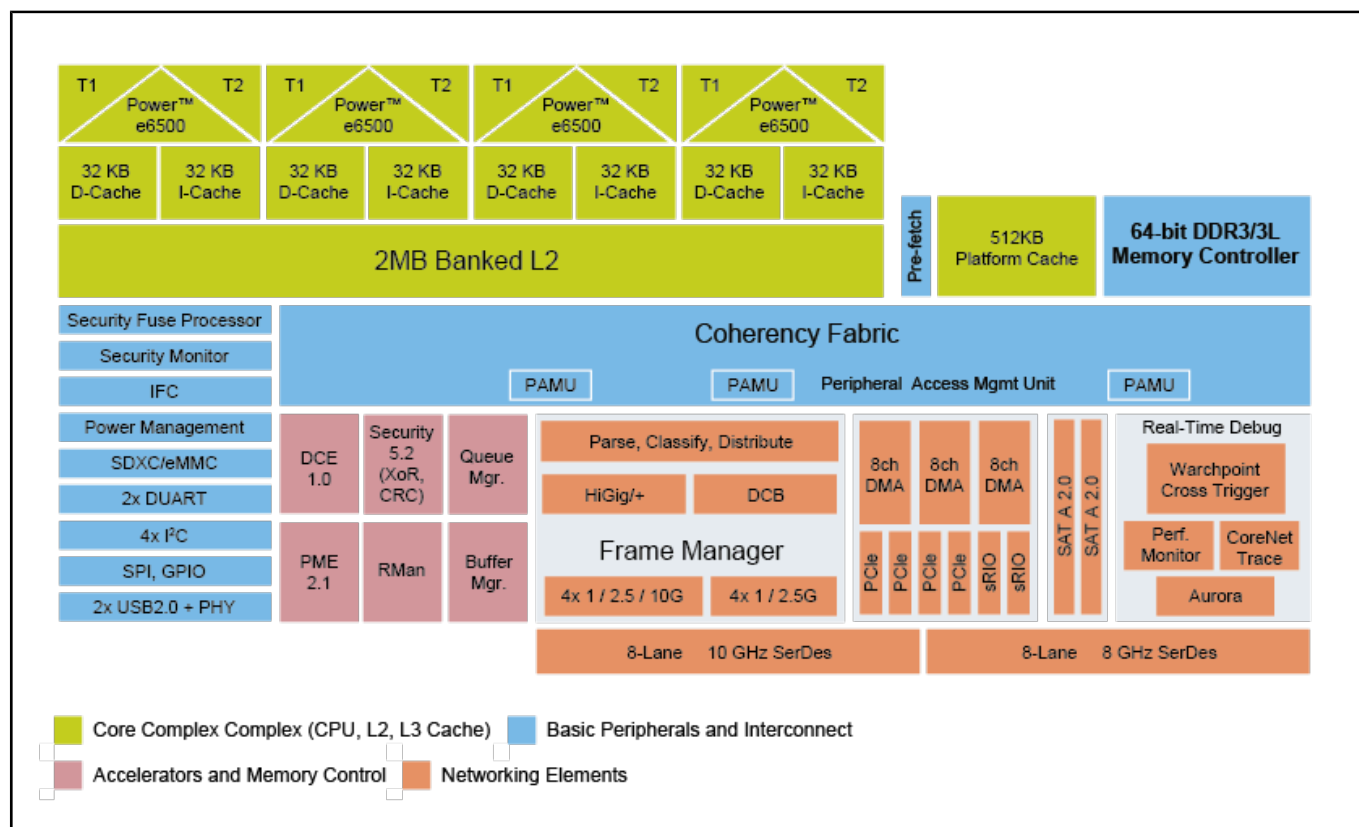 T1 T2 T1 T2 T1 T2 T1 T2
Power™ Power™ Power™ Power™
e6500 e6500 e6500 e6500
32 KB 32 KB 32 KB 32 KB 32 KB 32 KB 32 KB 32 KB
D-Cache I-Cache D-Cache I-Cache D-Cache I-Cache D-Cache I-Cache
2MB Banked L2
Pre-fetch
512KB
Platform Cache
64-bit DDR3/3L
Memory Controller
Security Fuse Processor
Security Monitor
IFC
Power Management
SDXC/eMMC
2x DUART
4x I²C
SPI, GPIO
2x USB2.0 + PHY
Coherency Fabric
PAMU PAMU Peripheral Access Mgmt Unit PAMU
DCE
1.0
Security
5.2
(XoR,
CRC)
Queue
Mgr.
PME
2.1
RMan
Buffer
Mgr.
Parse, Classify, Distribute
HiGig/+ DCB
Frame Manager
4x 1 / 2.5 / 10G 4x 1 / 2.5G
8ch 8ch 8ch
DMA DMA DMA
PCIe PCIe PCIe PCIe sRIO sRIO
SAT A 2.0
SAT A 2.0
Real-Time Debug
Warchpoint
Cross Trigger
Perf.
Monitor
CoreNet
Trace
Aurora
8-Lane 10 GHz SerDes
8-Lane 8 GHz SerDes
Core Complex Complex (CPU, L2, L3 Cache)
Basic Peripherals and Interconnect
Accelerators and Memory Control
Networking Elements